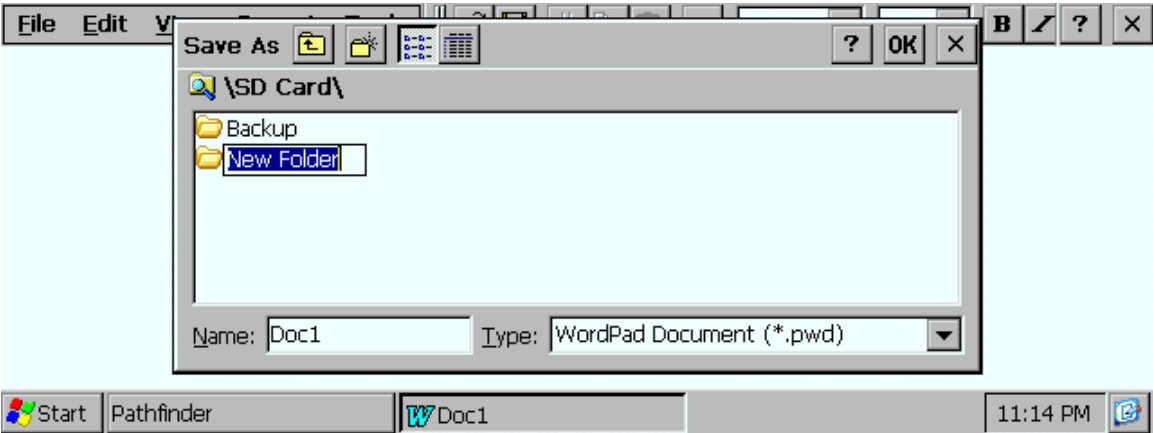 File Edit B I ? ×
Save As ? OK ×
\SD Card\
Backup
New Folder
Name: Doc1 Type: WordPad Document (*.pwd)
Start Pathfinder Doc1 11:14 PM